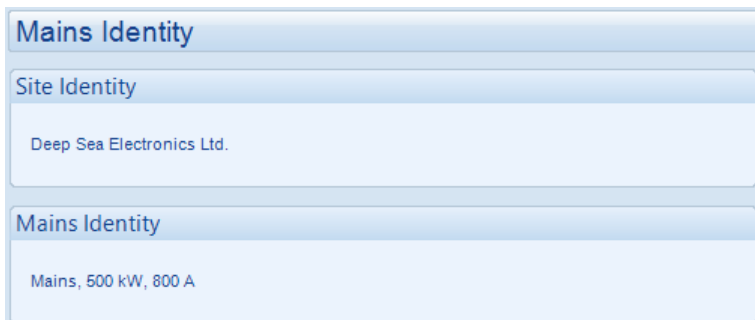 Mains Identity
Site Identity
Deep Sea Electronics Ltd.
Mains Identity
Mains, 500 kW, 800 A